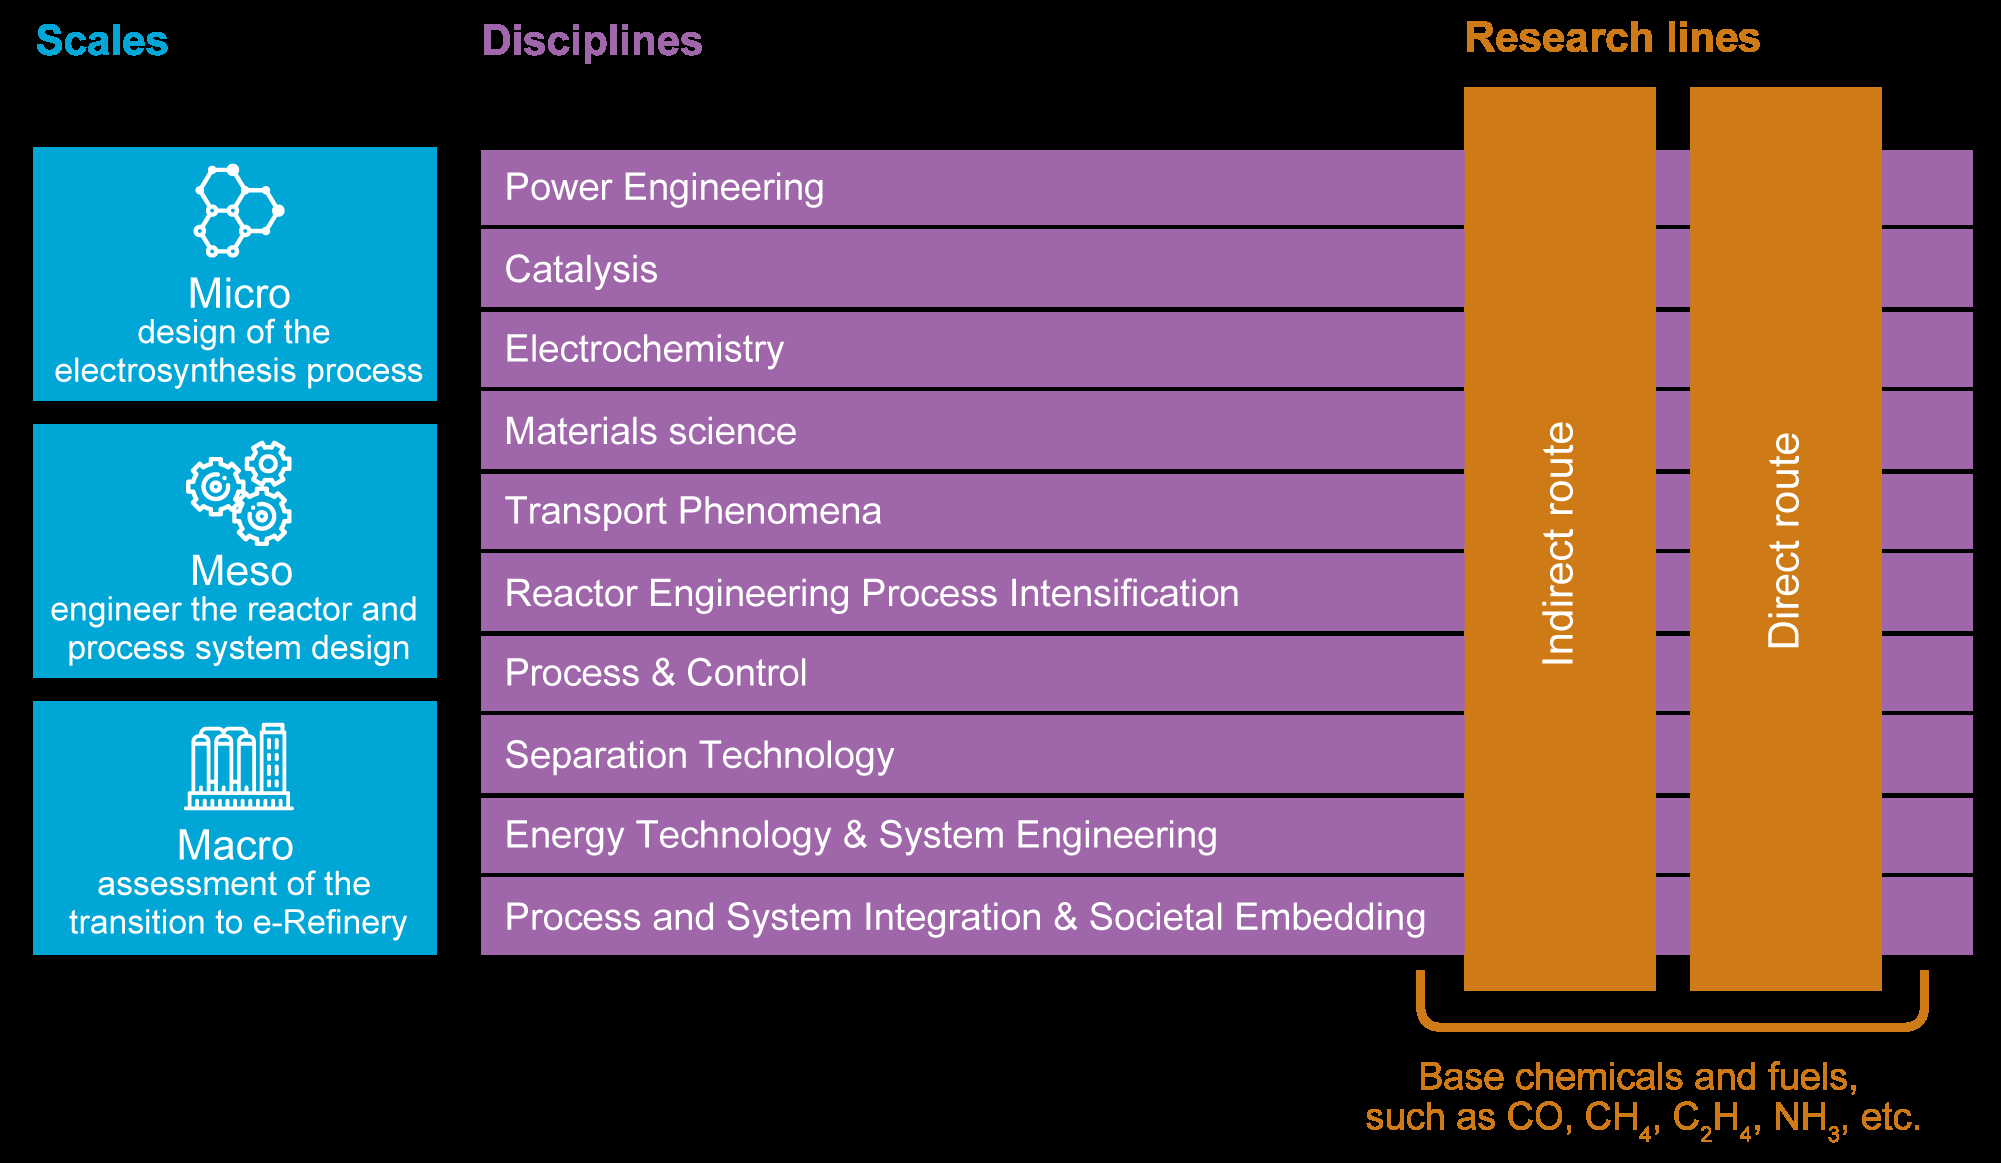 Scales
Disciplines
Research lines
Micro
design of the
electrosynthesis process
Meso
engineer the reactor and
process system design
Macro
assessment of the
transition to e-Refinery
Power Engineering
Catalysis
Electrochemistry
Materials science
Transport Phenomena
Reactor Engineering Process Intensification
Process & Control
Separation Technology
Energy Technology & System Engineering
Process and System Integration & Societal Embedding
Indirect route
Direct route
Base chemicals and fuels,
such as CO, CH₄, C₂H₄, NH₃, etc.